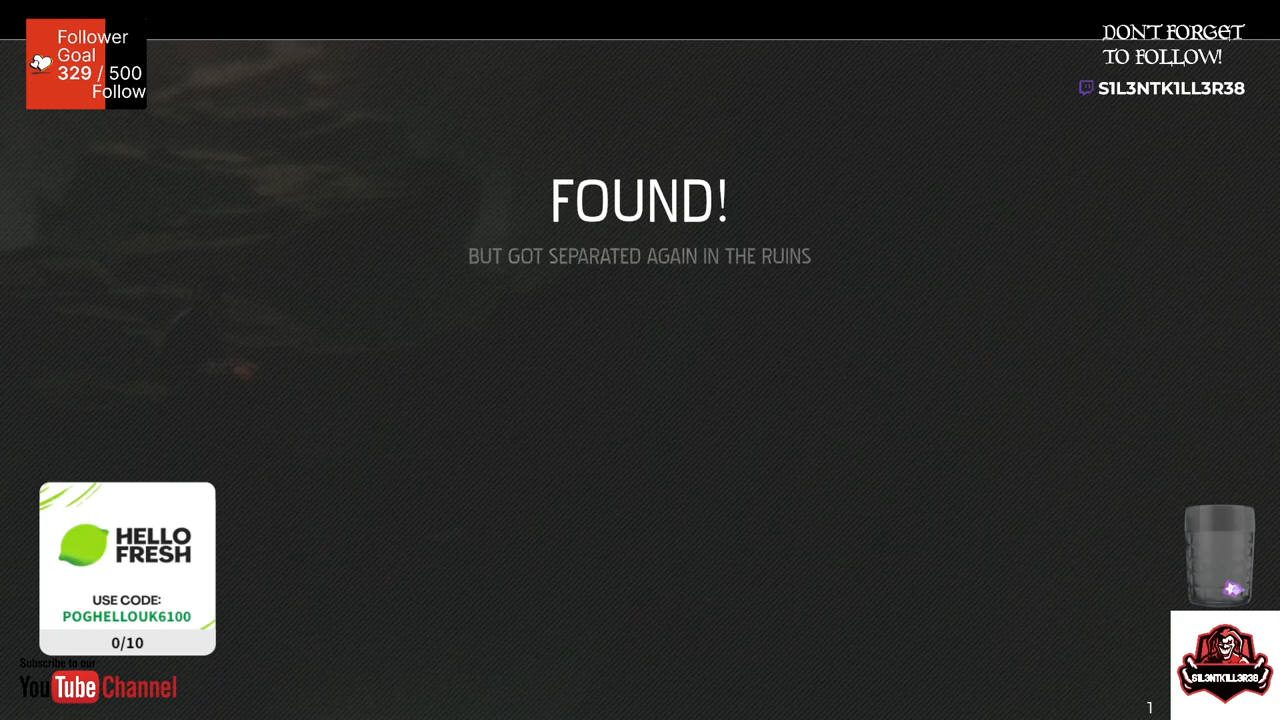 Follower
Goal
329 / 500
Follow
DON'T FORGET
TO FOLLOW!
S1L3NTK1LL3R38
FOUND!
BUT GOT SEPARATED AGAIN IN THE RUINS
HELLO
FRESH
USE CODE:
POGHELLOUK6100
0/10
Subscribe to our
YouTube Channel
S1L3NTK1LL3R38
1